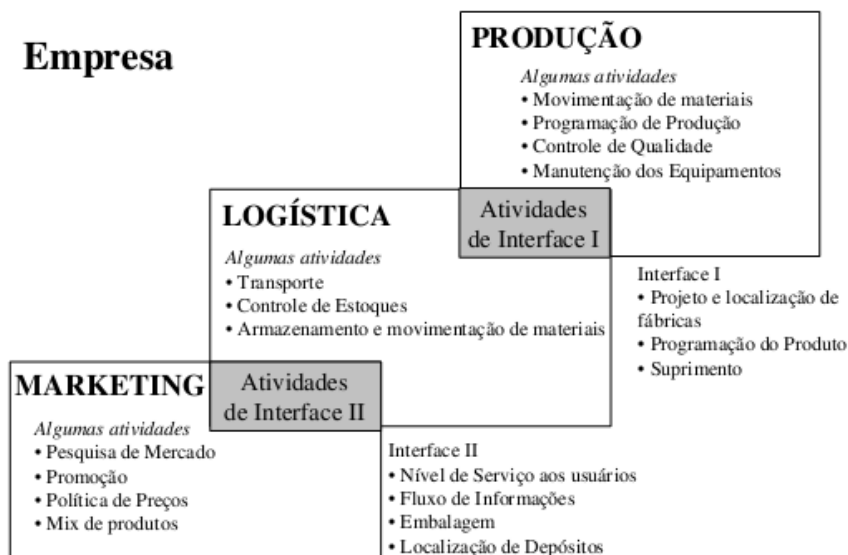 Empresa
PRODUÇÃO
Algumas atividades
• Movimentação de materiais
• Programação de Produção
• Controle de Qualidade
• Manutenção dos Equipamentos
LOGÍSTICA
Algumas atividades
• Transporte
• Controle de Estoques
• Armazenamento e movimentação de materiais
Atividades
de Interface I
Interface I
• Projeto e localização de
fábricas
• Programação do Produto
• Suprimento
MARKETING
Algumas atividades
• Pesquisa de Mercado
• Promoção
• Política de Preços
• Mix de produtos
Atividades
de Interface II
Interface II
• Nível de Serviço aos usuários
• Fluxo de Informações
• Embalagem
• Localização de Depósitos